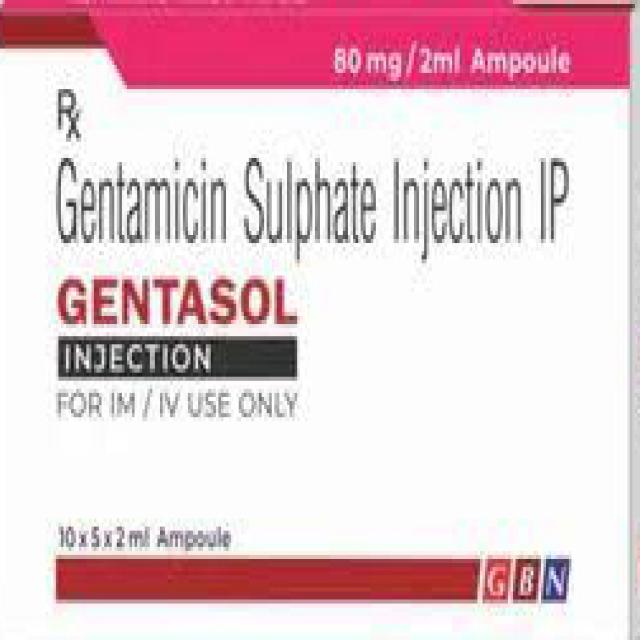 80 mg / 2ml Ampoule
Rx
Gentamicin Sulphate Injection IP
GENTASOL
INJECTION
FOR IM / IV USE ONLY
10 x 5 x 2 ml Ampoule
GBN